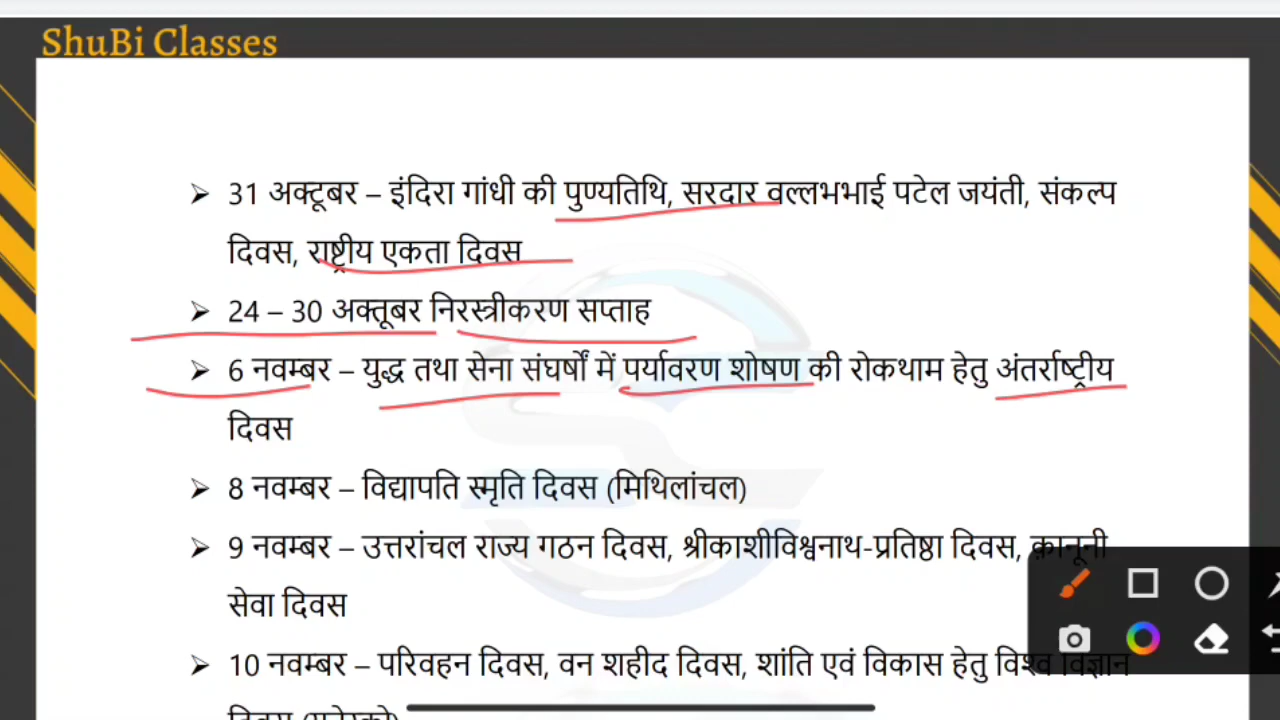 ShuBi Classes
➢ 31 अक्टूबर – इंदिरा गांधी की पुण्यतिथि, सरदार वल्लभभाई पटेल जयंती, संकल्प
दिवस, राष्ट्रीय एकता दिवस
➢ 24 – 30 अक्तूबर निरस्त्रीकरण सप्ताह
➢ 6 नवम्बर – युद्ध तथा सेना संघर्षों में पर्यावरण शोषण की रोकथाम हेतु अंतर्राष्ट्रीय
दिवस
➢ 8 नवम्बर – विद्यापति स्मृति दिवस (मिथिलांचल)
➢ 9 नवम्बर – उत्तरांचल राज्य गठन दिवस, श्रीकाशीविश्वनाथ-प्रतिष्ठा दिवस, क़ानूनी
सेवा दिवस
➢ 10 नवम्बर – परिवहन दिवस, वन शहीद दिवस, शांति एवं विकास हेतु विश्व विज्ञान